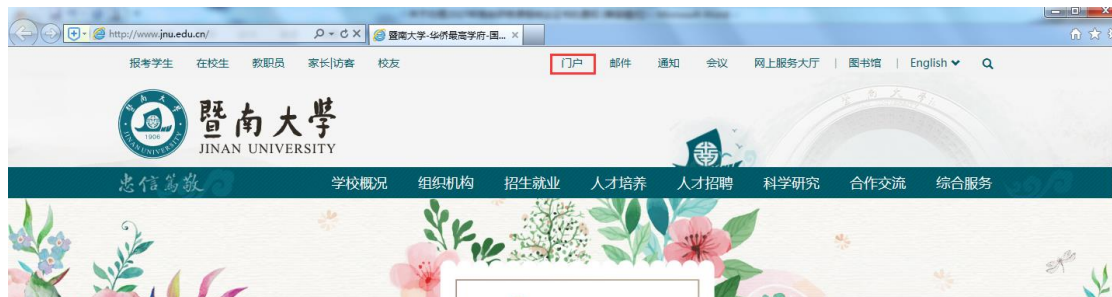 http://www.jnu.edu.cn/
暨南大学-华侨最高学府-国...
报考学生 在校生 教职员 家长|访客 校友 门户 邮件 通知 会议 网上服务大厅 | 图书馆 | English
1906
JINAN UNIVERSITY
暨南大學
JINAN UNIVERSITY
忠信笃敬 学校概况 组织机构 招生就业 人才培养 人才招聘 科学研究 合作交流 综合服务